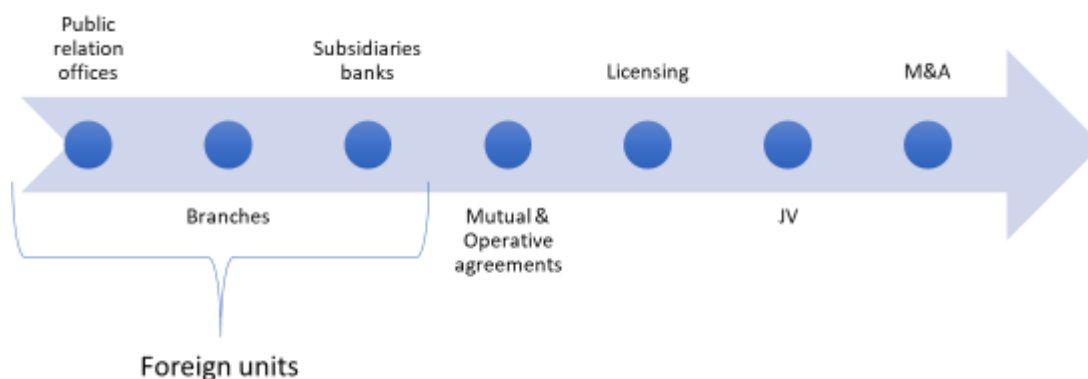 Public
relation
offices
Subsidiaries
banks
Licensing
M&A
Branches
Mutual &
Operative
agreements
JV
Foreign units